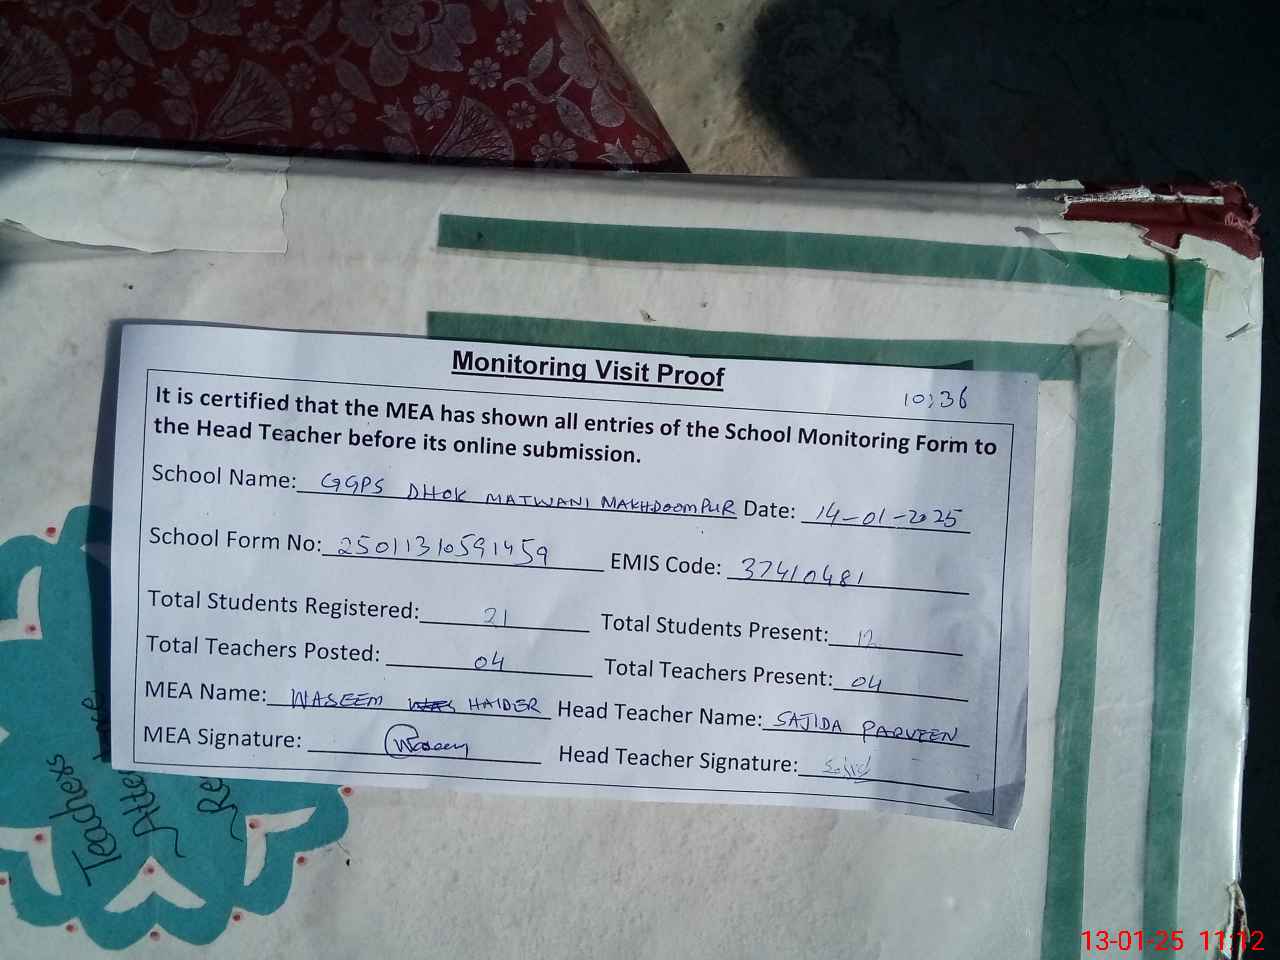 Monitoring Visit Proof
10:36
It is certified that the MEA has shown all entries of the School Monitoring Form to
the Head Teacher before its online submission.
School Name: GGPS DHOK MATWANI MAKHDOOMPUR Date: 14-01-2025
School Form No: 25011310591459 EMIS Code: 37410481
Total Students Registered: 21 Total Students Present: 12
Total Teachers Posted: 04 Total Teachers Present: 04
MEA Name: WASEEM HAIDER Head Teacher Name: SAJIDA PARVEEN
MEA Signature: Waseem Head Teacher Signature:
Teachers
13-01-25 11:12